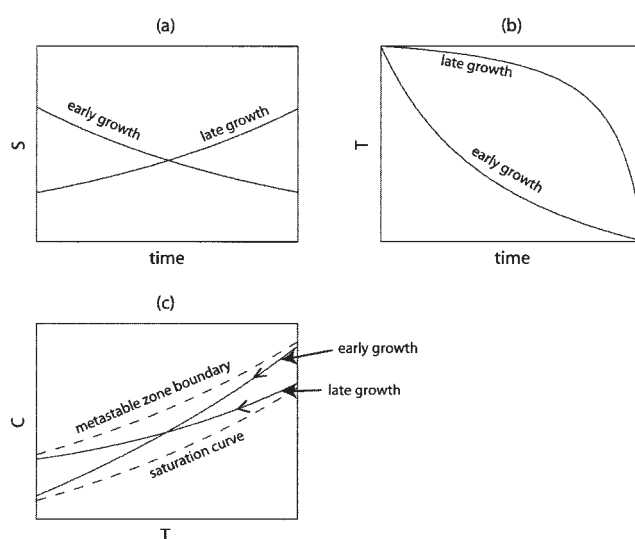 (a)
S
early growth
late growth
time
(b)
T
late growth
early growth
time
(c)
C
metastable zone boundary
saturation curve
early growth
late growth
T